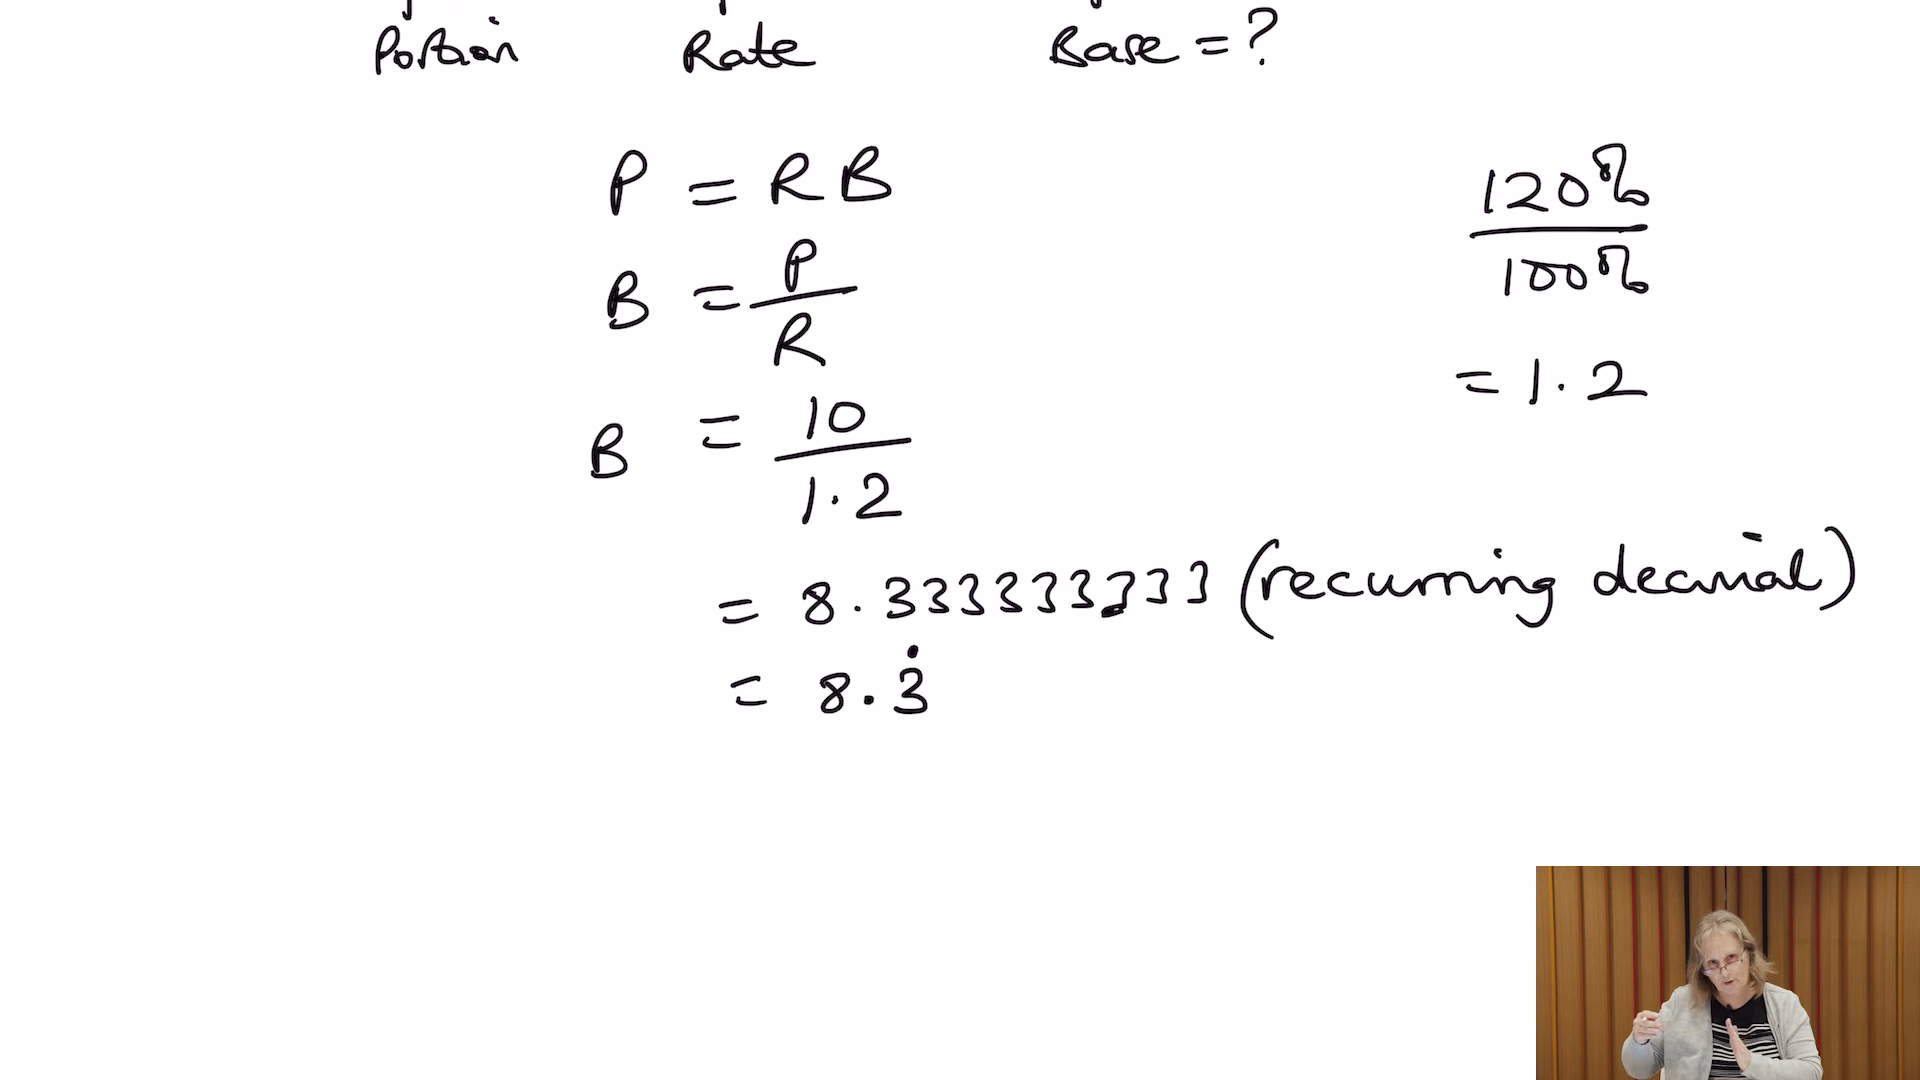 Portion Rate Base = ?
P = RB
B = P/R
B = 10/1.2
= 8.333333333 (recurring decimal)
= 8.3̇
120%/100%
= 1.2